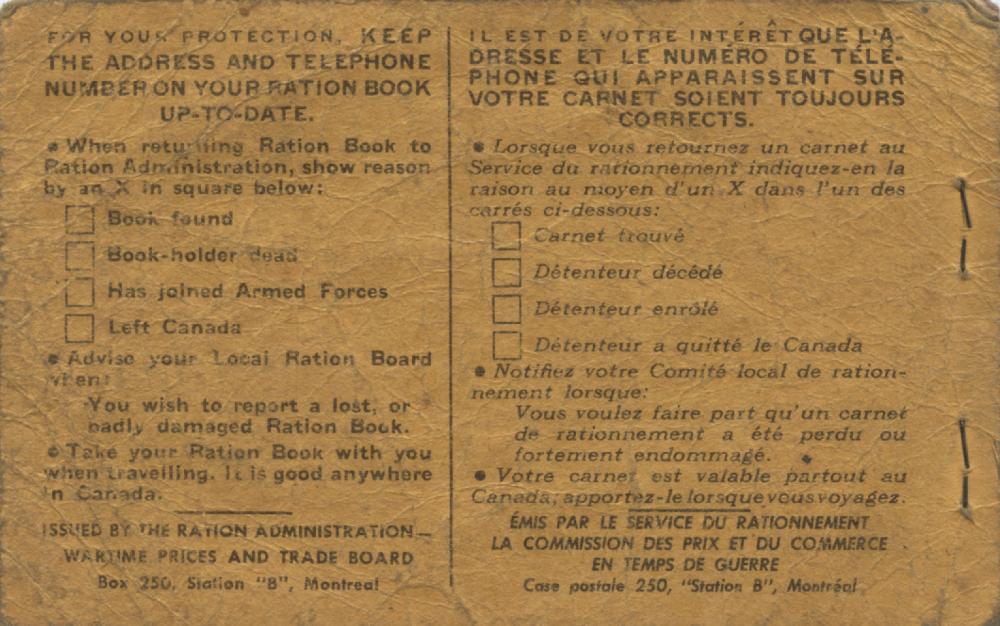 FOR YOUR PROTECTION, KEEP
THE ADDRESS AND TELEPHONE
NUMBER ON YOUR RATION BOOK
UP-TO-DATE.
• When returning Ration Book to
Ration Administration, show reason
by an X in square below:
Book found
Book-holder dead
Has joined Armed Forces
Left Canada
• Advise your Local Ration Board
when:
You wish to report a lost, or
badly damaged Ration Book.
• Take your Ration Book with you
when travelling. It is good anywhere
in Canada.
ISSUED BY THE RATION ADMINISTRATION—
WARTIME PRICES AND TRADE BOARD
Box 250, Station "B", Montreal
IL EST DE VOTRE INTÉRÊT QUE L'A-
DRESSE ET LE NUMÉRO DE TÉLÉ-
PHONE QUI APPARAISSENT SUR
VOTRE CARNET SOIENT TOUJOURS
CORRECTS.
• Lorsque vous retournez un carnet au
Service du rationnement indiquez-en la
raison au moyen d'un X dans l'un des
carrés ci-dessous:
Carnet trouvé
Détenteur décédé
Détenteur enrôlé
Détenteur a quitté le Canada
• Notifiez votre Comité local de ration-
nement lorsque:
Vous voulez faire part qu'un carnet
de rationnement a été perdu ou
fortement endommagé.
• Votre carnet est valable partout au
Canada; apportez-le lorsque vous voyagez.
ÉMIS PAR LE SERVICE DU RATIONNEMENT
LA COMMISSION DES PRIX ET DU COMMERCE
EN TEMPS DE GUERRE
Case postale 250, "Station B", Montréal